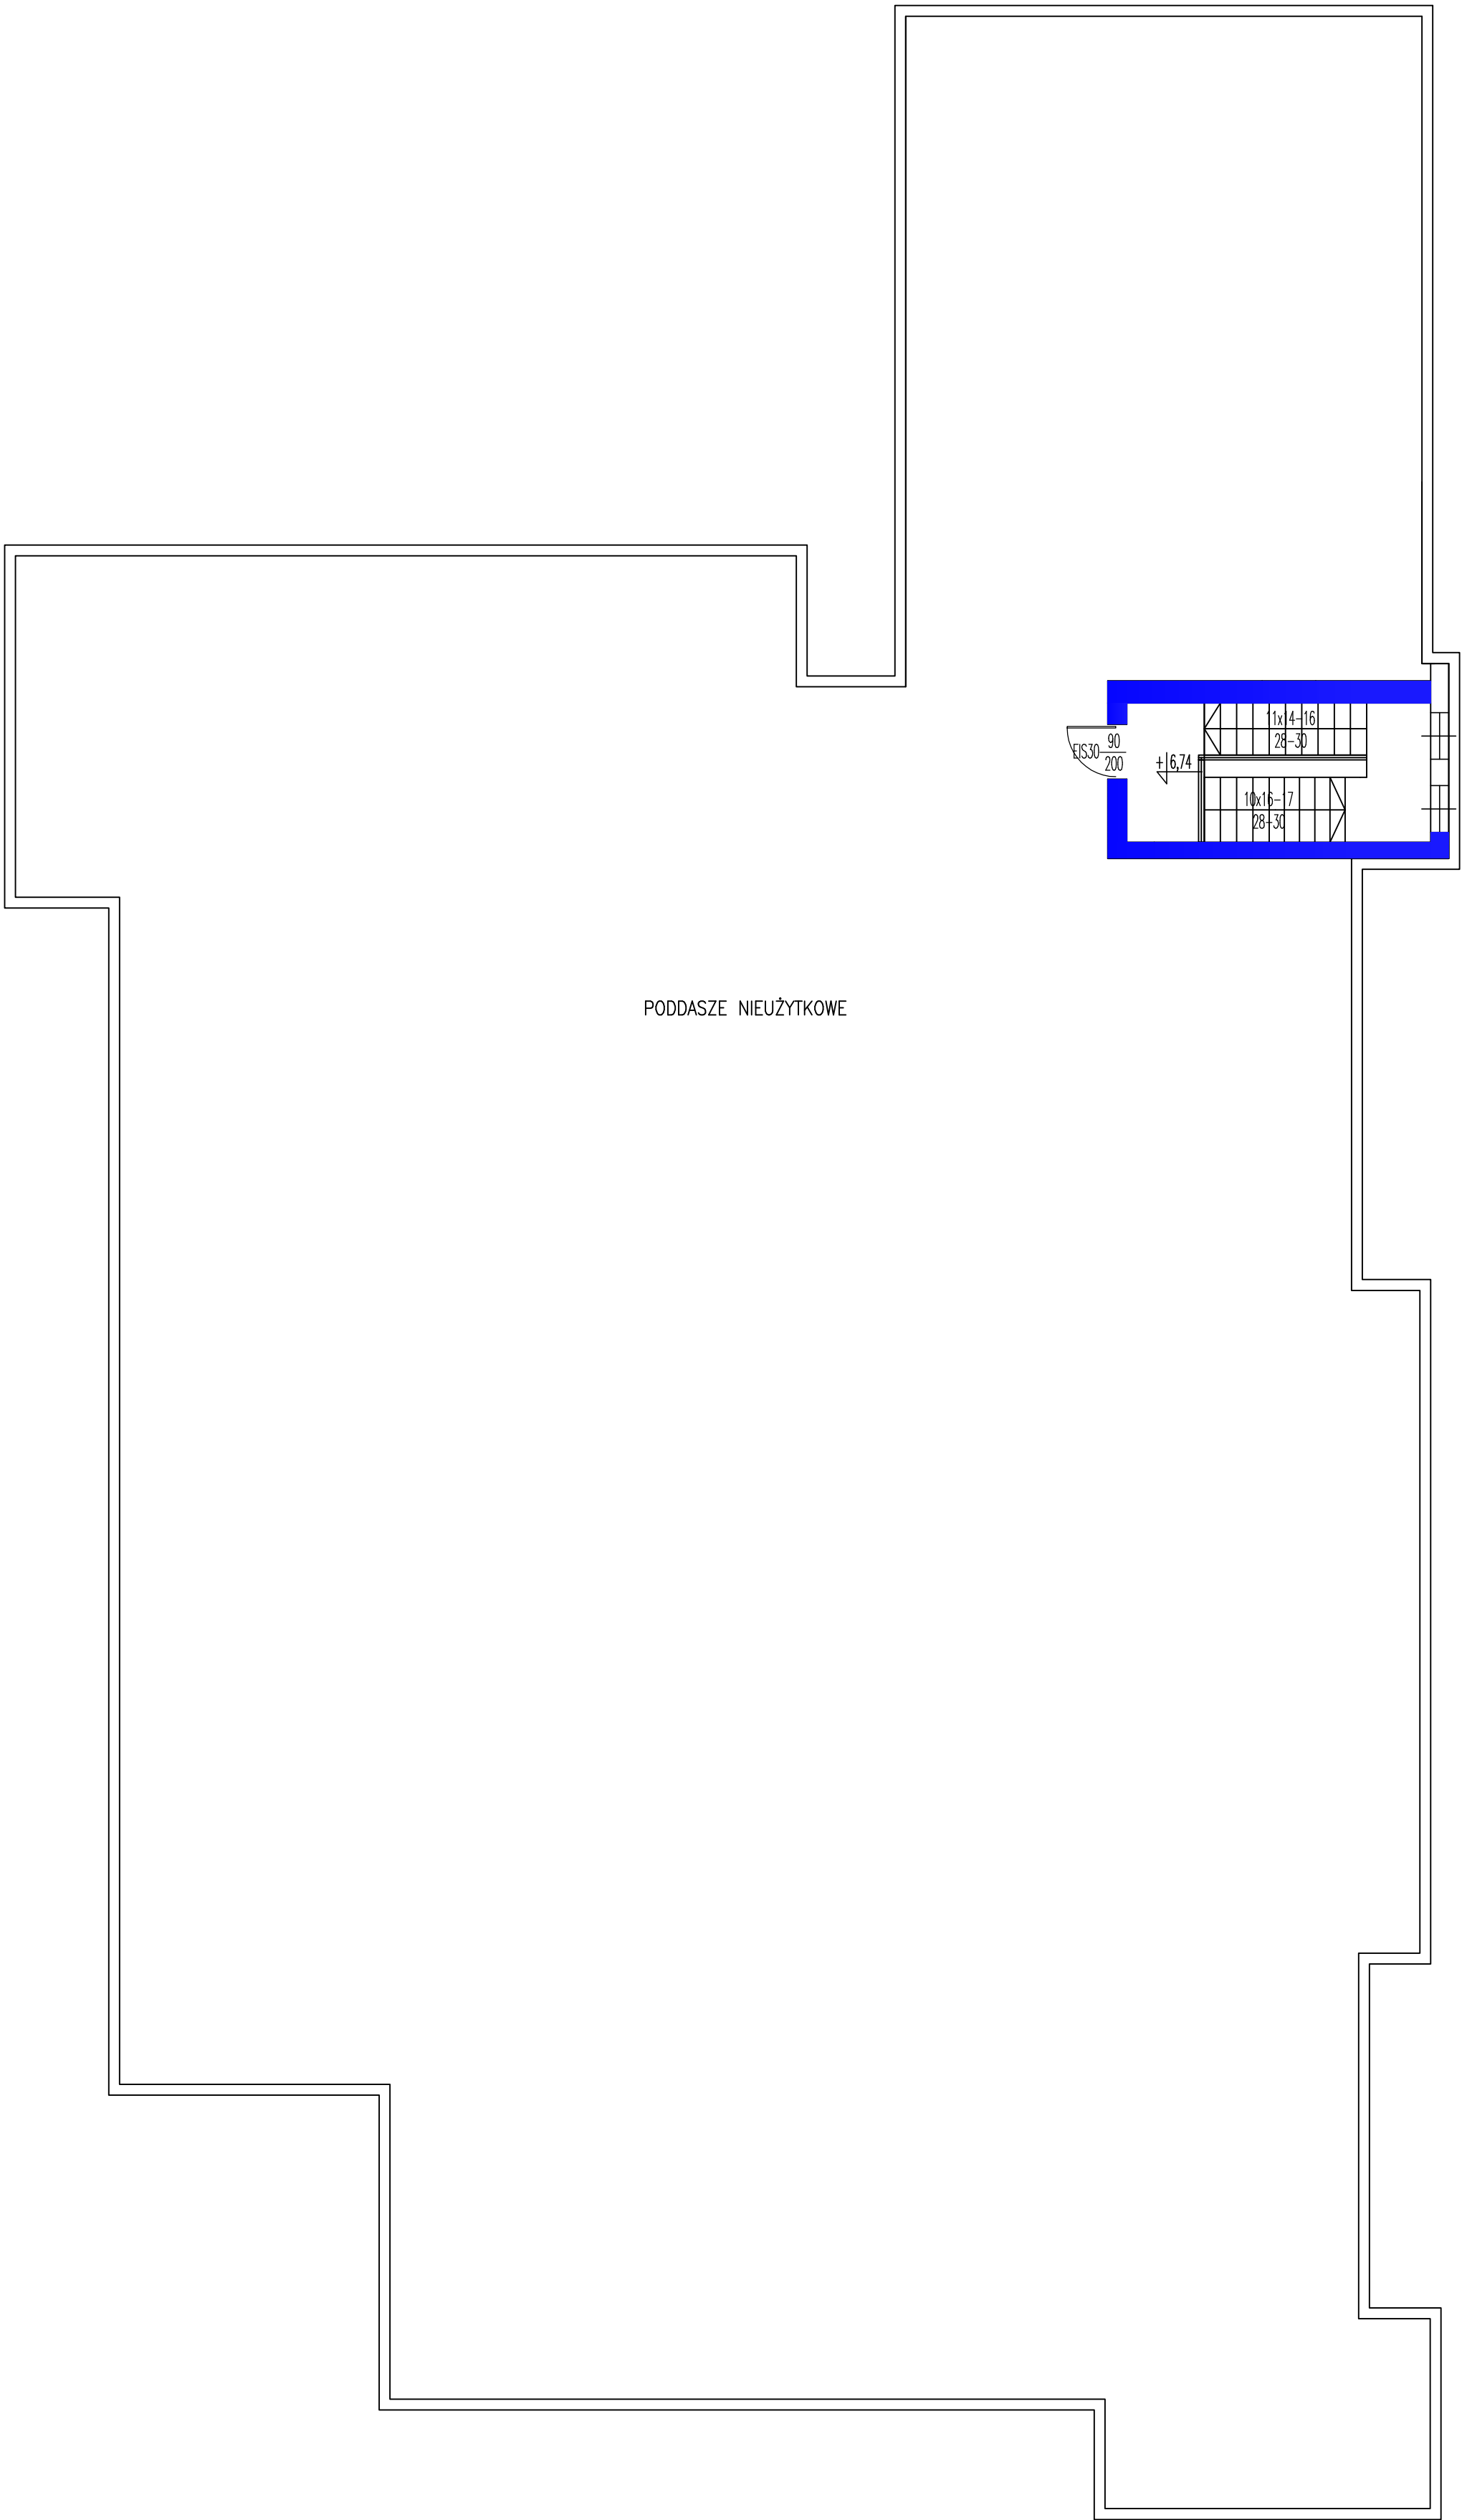 11x14-16
28-30
90
EIS30
200
+6,74
10x16-17
28-30
PODDASZE NIEUŻYTKOWE